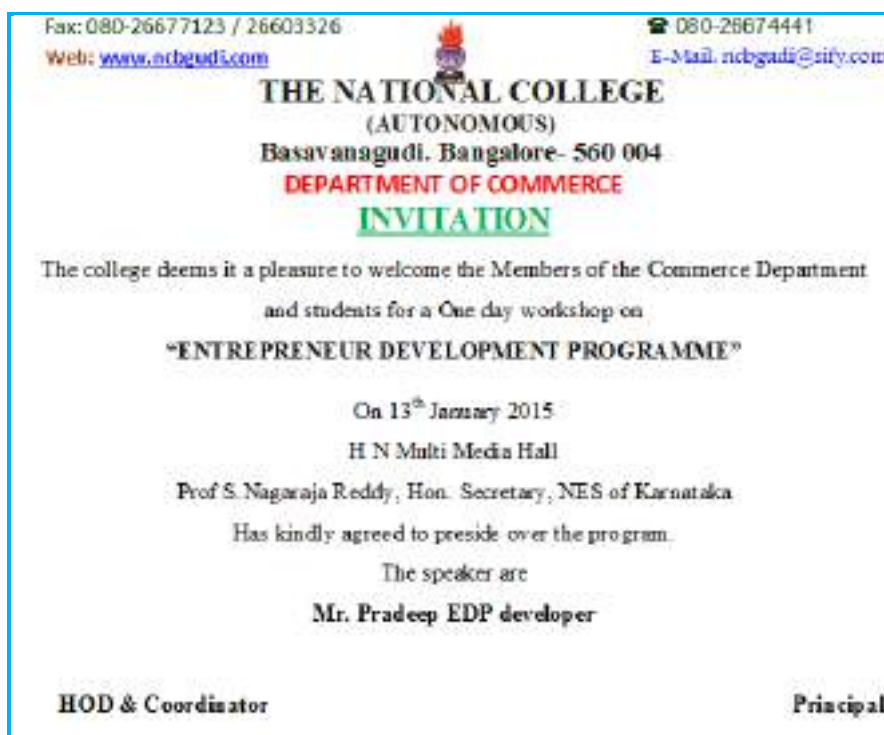 Fax: 080-26677123 / 26603326
☎ 080-26674441
Web: www.ncbgudi.com
E-Mail. ncbgudi@sify.com
THE NATIONAL COLLEGE
(AUTONOMOUS)
Basavanagudi. Bangalore- 560 004
DEPARTMENT OF COMMERCE
INVITATION
The college deems it a pleasure to welcome the Members of the Commerce Department
and students for a One day workshop on
“ENTREPRENEUR DEVELOPMENT PROGRAMME”
On 13th January 2015
H N Multi Media Hall
Prof S. Nagaraja Reddy, Hon. Secretary, NES of Karnataka
Has kindly agreed to preside over the program.
The speaker are
Mr. Pradeep EDP developer
HOD & Coordinator
Principal